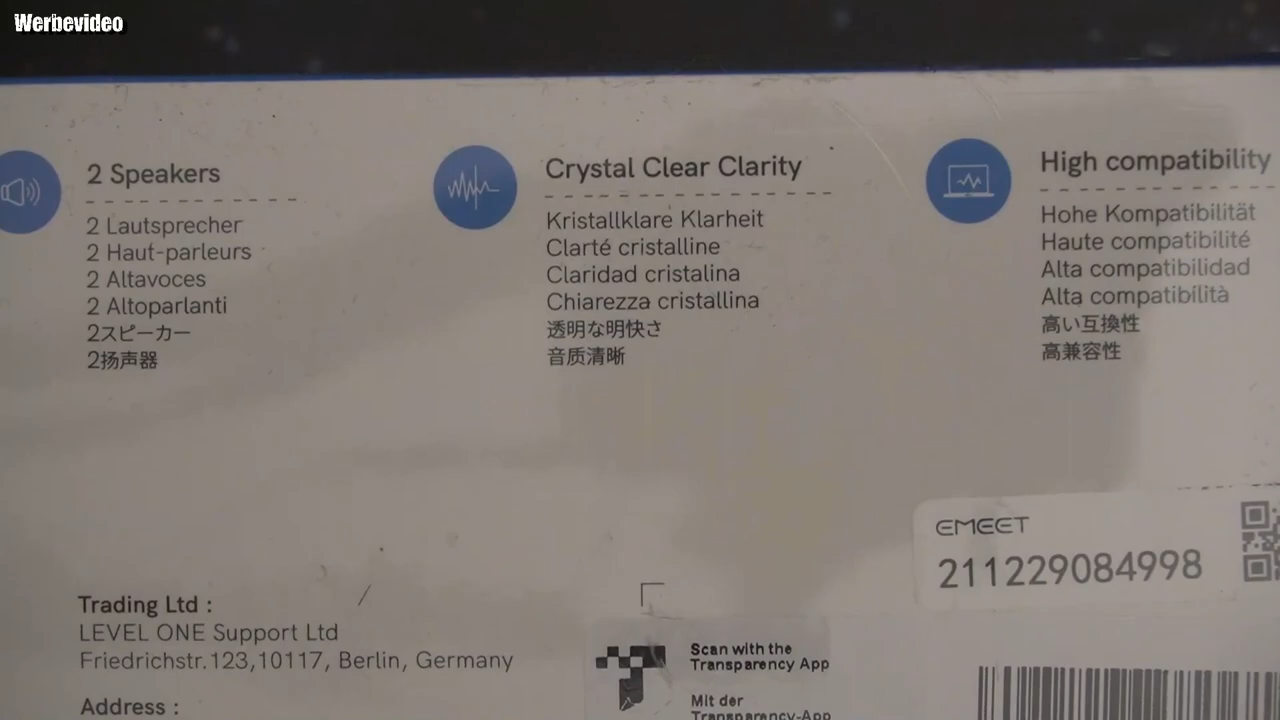 Werbevideo
2 Speakers
2 Lautsprecher
2 Haut-parleurs
2 Altavoces
2 Altoparlanti
2スピーカー
2扬声器
Crystal Clear Clarity
Kristallklare Klarheit
Clarté cristalline
Claridad cristalina
Chiarezza cristallina
透明な明快さ
音质清晰
High compatibility
Hohe Kompatibilität
Haute compatibilité
Alta compatibilidad
Alta compatibilità
高い互換性
高兼容性
EMEET
211229084998
Trading Ltd :
LEVEL ONE Support Ltd
Friedrichstr.123,10117, Berlin, Germany
Address :
Scan with the
Transparency App
Mit der
Transparency-App